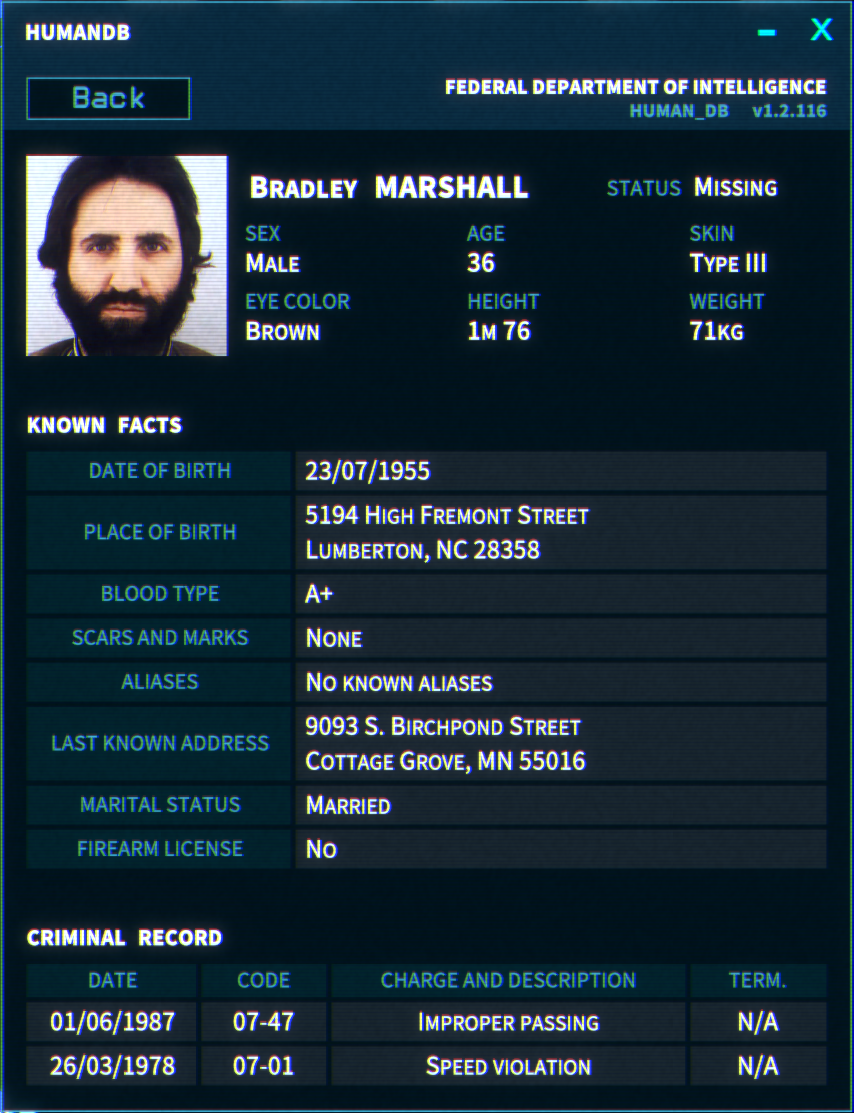 HUMANDB
– X
Back
FEDERAL DEPARTMENT OF INTELLIGENCE
HUMAN_DB v1.2.116
BRADLEY MARSHALL
STATUS MISSING
SEX AGE SKIN
MALE 36 TYPE III
EYE COLOR HEIGHT WEIGHT
BROWN 1M 76 71KG
KNOWN FACTS
DATE OF BIRTH 23/07/1955
PLACE OF BIRTH 5194 HIGH FREMONT STREET
LUMBERTON, NC 28358
BLOOD TYPE A+
SCARS AND MARKS NONE
ALIASES NO KNOWN ALIASES
LAST KNOWN ADDRESS 9093 S. BIRCHPOND STREET
COTTAGE GROVE, MN 55016
MARITAL STATUS MARRIED
FIREARM LICENSE NO
CRIMINAL RECORD
DATE CODE CHARGE AND DESCRIPTION TERM.
01/06/1987 07-47 IMPROPER PASSING N/A
26/03/1978 07-01 SPEED VIOLATION N/A